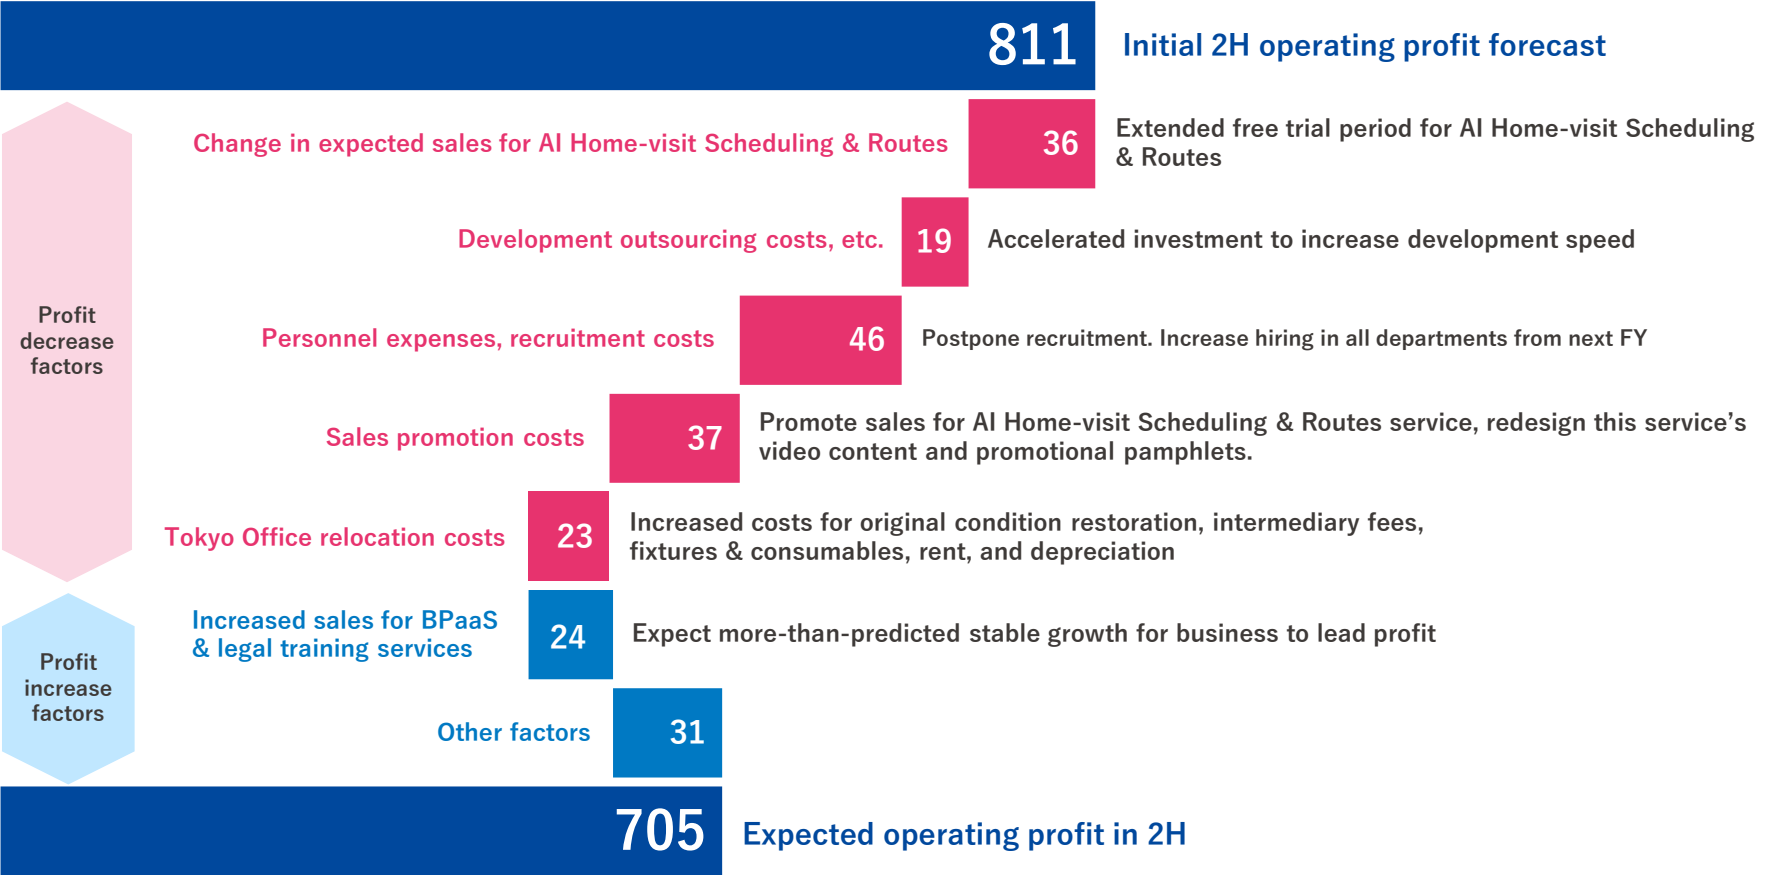 811
Initial 2H operating profit forecast
Profit
decrease
factors
Change in expected sales for AI Home-visit Scheduling & Routes
36
Extended free trial period for AI Home-visit Scheduling
& Routes
Development outsourcing costs, etc.
19
Accelerated investment to increase development speed
Personnel expenses, recruitment costs
46
Postpone recruitment. Increase hiring in all departments from next FY
Sales promotion costs
37
Promote sales for AI Home-visit Scheduling & Routes service, redesign this service’s
video content and promotional pamphlets.
Tokyo Office relocation costs
23
Increased costs for original condition restoration, intermediary fees,
fixtures & consumables, rent, and depreciation
Profit
increase
factors
Increased sales for BPaaS
& legal training services
24
Expect more-than-predicted stable growth for business to lead profit
Other factors
31
705
Expected operating profit in 2H